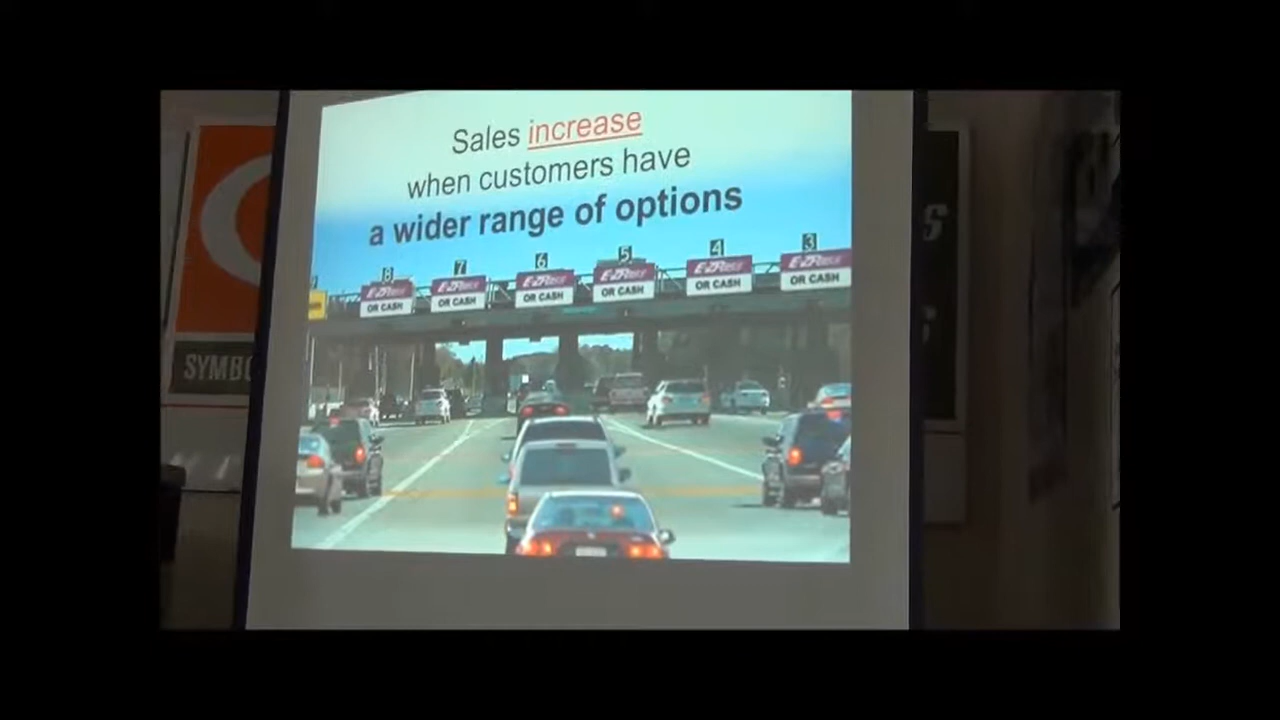 Sales increase
when customers have
a wider range of options
8 7 6 5 4 3
E-ZPass E-ZPass E-ZPass E-ZPass E-ZPass E-ZPass
OR CASH OR CASH OR CASH OR CASH OR CASH OR CASH
SYMBO